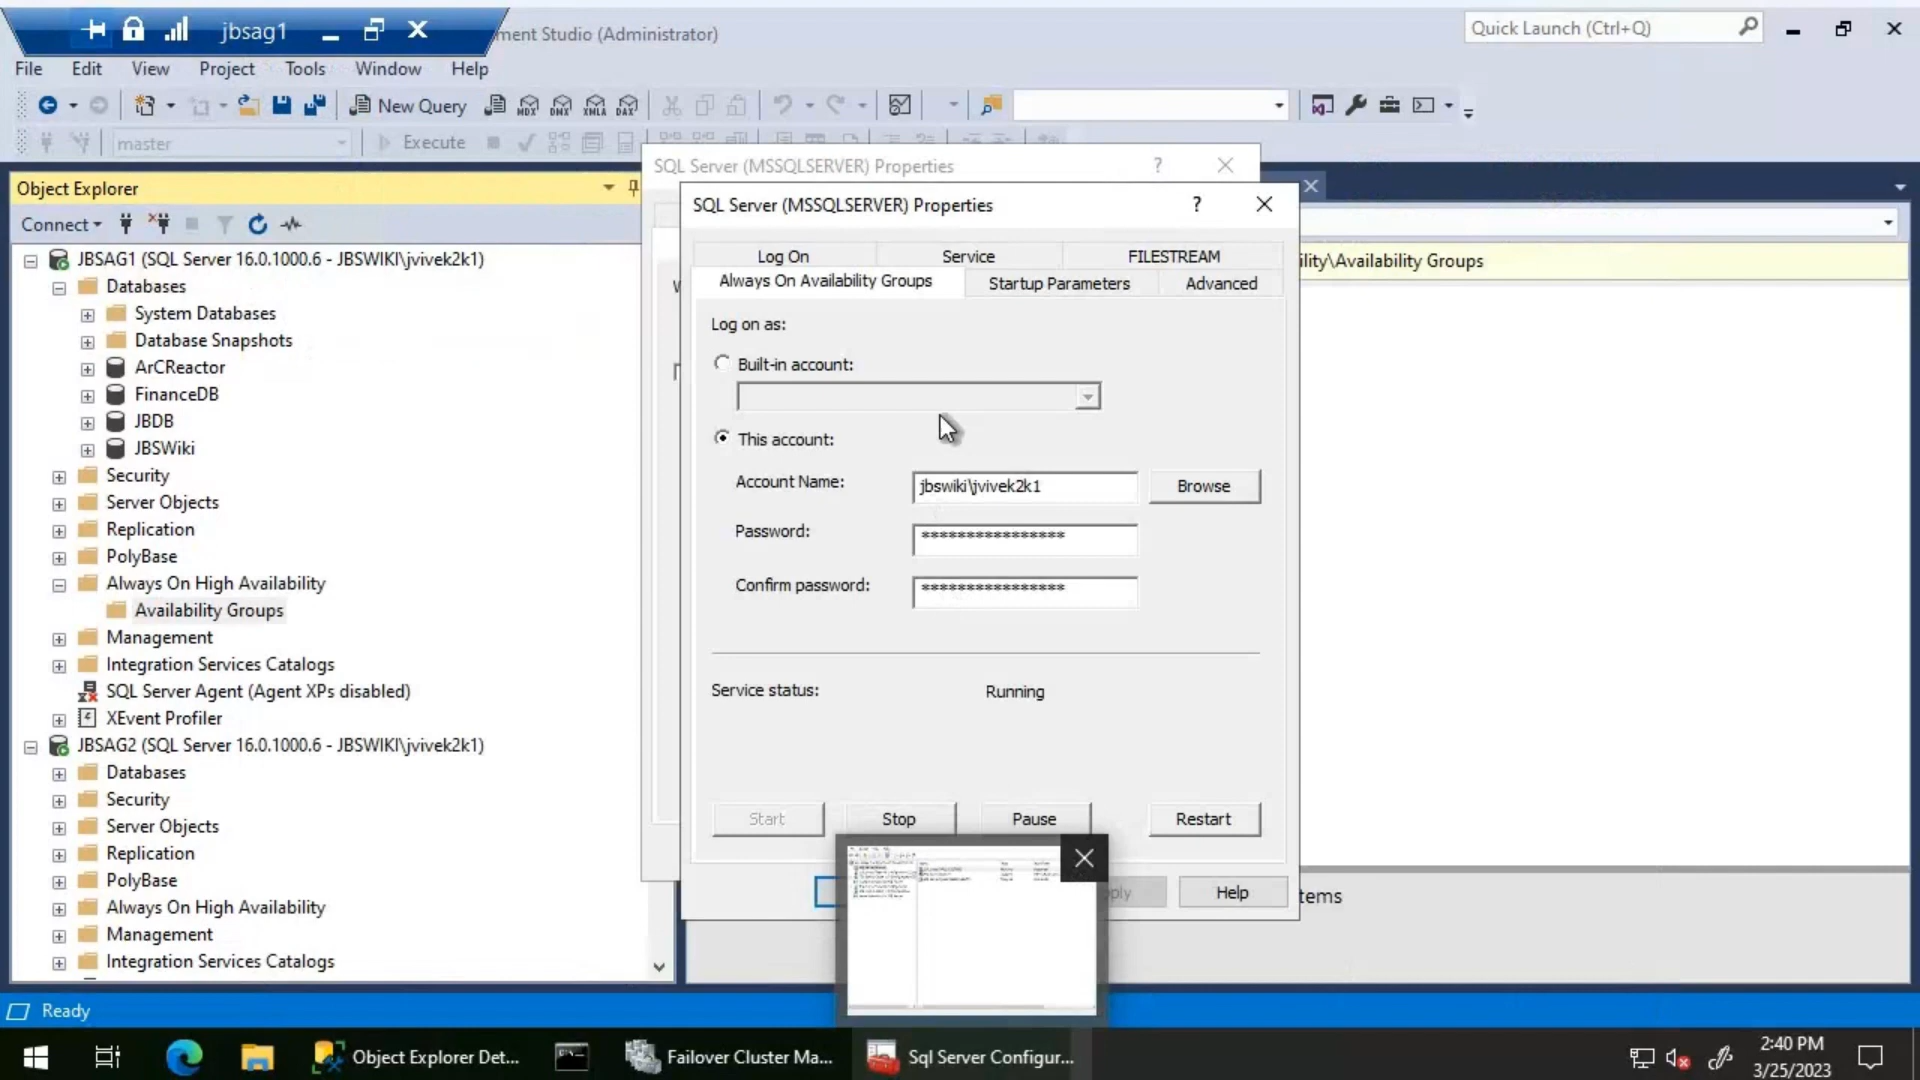 jbsag1
ment Studio (Administrator)
Quick Launch (Ctrl+Q)
File Edit View Project Tools Window Help
New Query
MDX DMX XMLA DAX
master
Execute
SQL Server (MSSQLSERVER) Properties
SQL Server (MSSQLSERVER) Properties
Object Explorer
Connect
Log On Service FILESTREAM
Always On Availability Groups Startup Parameters Advanced
ility\Availability Groups
JBSAG1 (SQL Server 16.0.1000.6 - JBSWIKI\jvivek2k1)
Databases
System Databases
Database Snapshots
ArCReactor
FinanceDB
JBDB
JBSWiki
Security
Server Objects
Replication
PolyBase
Always On High Availability
Availability Groups
Management
Integration Services Catalogs
SQL Server Agent (Agent XPs disabled)
XEvent Profiler
JBSAG2 (SQL Server 16.0.1000.6 - JBSWIKI\jvivek2k1)
Databases
Security
Server Objects
Replication
PolyBase
Always On High Availability
Management
Integration Services Catalogs
Log on as:
Built-in account:
This account:
Account Name: jbswiki\jvivek2k1 Browse
Password: ****************
Confirm password: ****************
Service status: Running
Start Stop Pause Restart
ply Help
tems
Ready
Object Explorer Det...
Failover Cluster Ma...
Sql Server Configur...
2:40 PM
3/25/2023